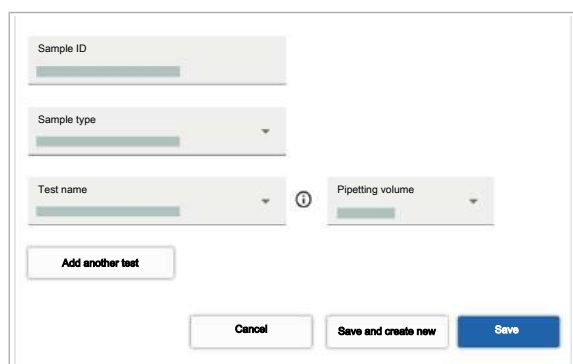 Sample ID
Sample type
Test name
Pipetting volume
Add another test
Cancel
Save and create new
Save